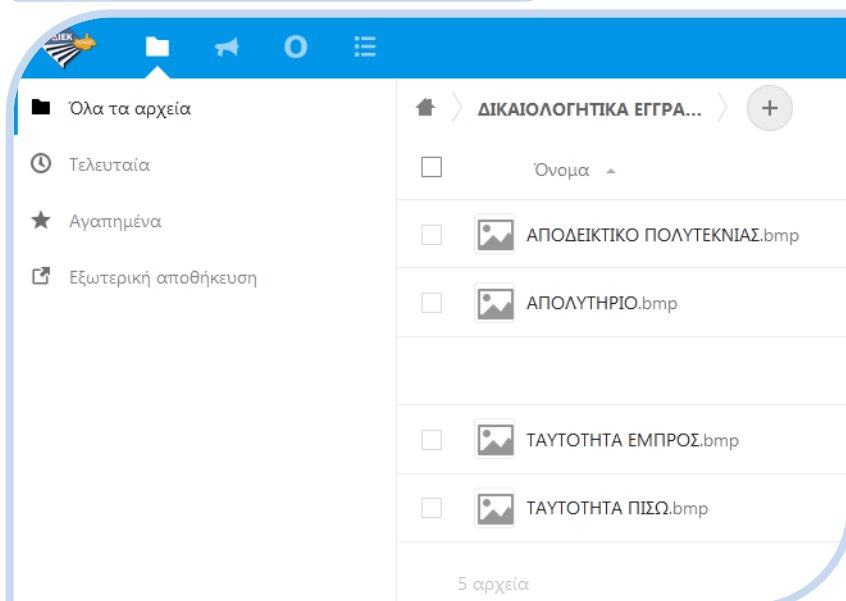 ΙΕΚ
Όλα τα αρχεία
Τελευταία
Αγαπημένα
Εξωτερική αποθήκευση
ΔΙΚΑΙΟΛΟΓΗΤΙΚΑ ΕΓΓΡΑ...
Όνομα
ΑΠΟΔΕΙΚΤΙΚΟ ΠΟΛΥΤΕΚΝΙΑΣ.bmp
ΑΠΟΛΥΤΗΡΙΟ.bmp
ΤΑΥΤΟΤΗΤΑ ΕΜΠΡΟΣ.bmp
ΤΑΥΤΟΤΗΤΑ ΠΙΣΩ.bmp
5 αρχεία